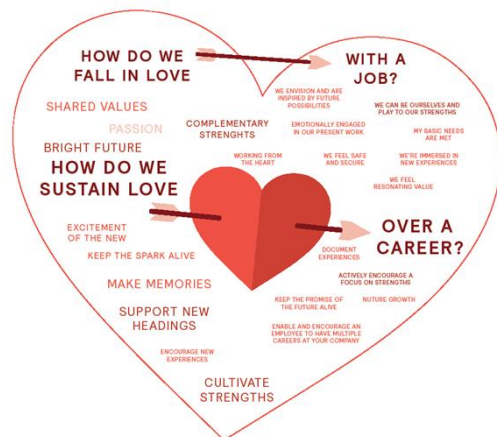 HOW DO WE
FALL IN LOVE
WITH A
JOB?
SHARED VALUES
PASSION
BRIGHT FUTURE
COMPLEMENTARY
STRENGHTS
WE ENVISION AND ARE
INSPIRED BY FUTURE
POSSIBILITIES
WE CAN BE OURSELVES AND
PLAY TO OUR STRENGTHS
EMOTIONALLY ENGAGED
IN OUR PRESENT WORK
MY BASIC NEEDS
ARE MET
WORKING FROM
THE HEART
WE FEEL SAFE
AND SECURE
WE'RE IMMERSED IN
NEW EXPERIENCES
WE FEEL
RESONATING VALUE
HOW DO WE
SUSTAIN LOVE
OVER A
CAREER?
EXCITEMENT
OF THE NEW
KEEP THE SPARK ALIVE
MAKE MEMORIES
SUPPORT NEW
HEADINGS
ENCOURAGE NEW
EXPERIENCES
CULTIVATE
STRENGTHS
DOCUMENT
EXPERIENCES
ACTIVELY ENCOURAGE A
FOCUS ON STRENGTHS
KEEP THE PROMISE OF
THE FUTURE ALIVE
NUTURE GROWTH
ENABLE AND ENCOURAGE AN
EMPLOYEE TO HAVE MULTIPLE
CAREERS AT YOUR COMPANY